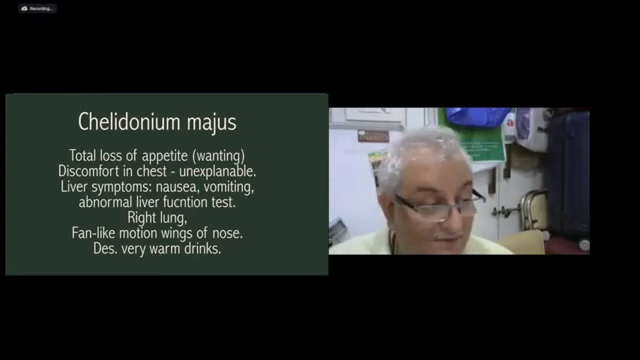 Recording...
Chelidonium majus
Total loss of appetite (wanting)
Discomfort in chest - unexplanable.
Liver symptoms: nausea, vomiting,
abnormal liver fucntion test.
Right lung,
Fan-like motion wings of nose.
Des. very warm drinks.